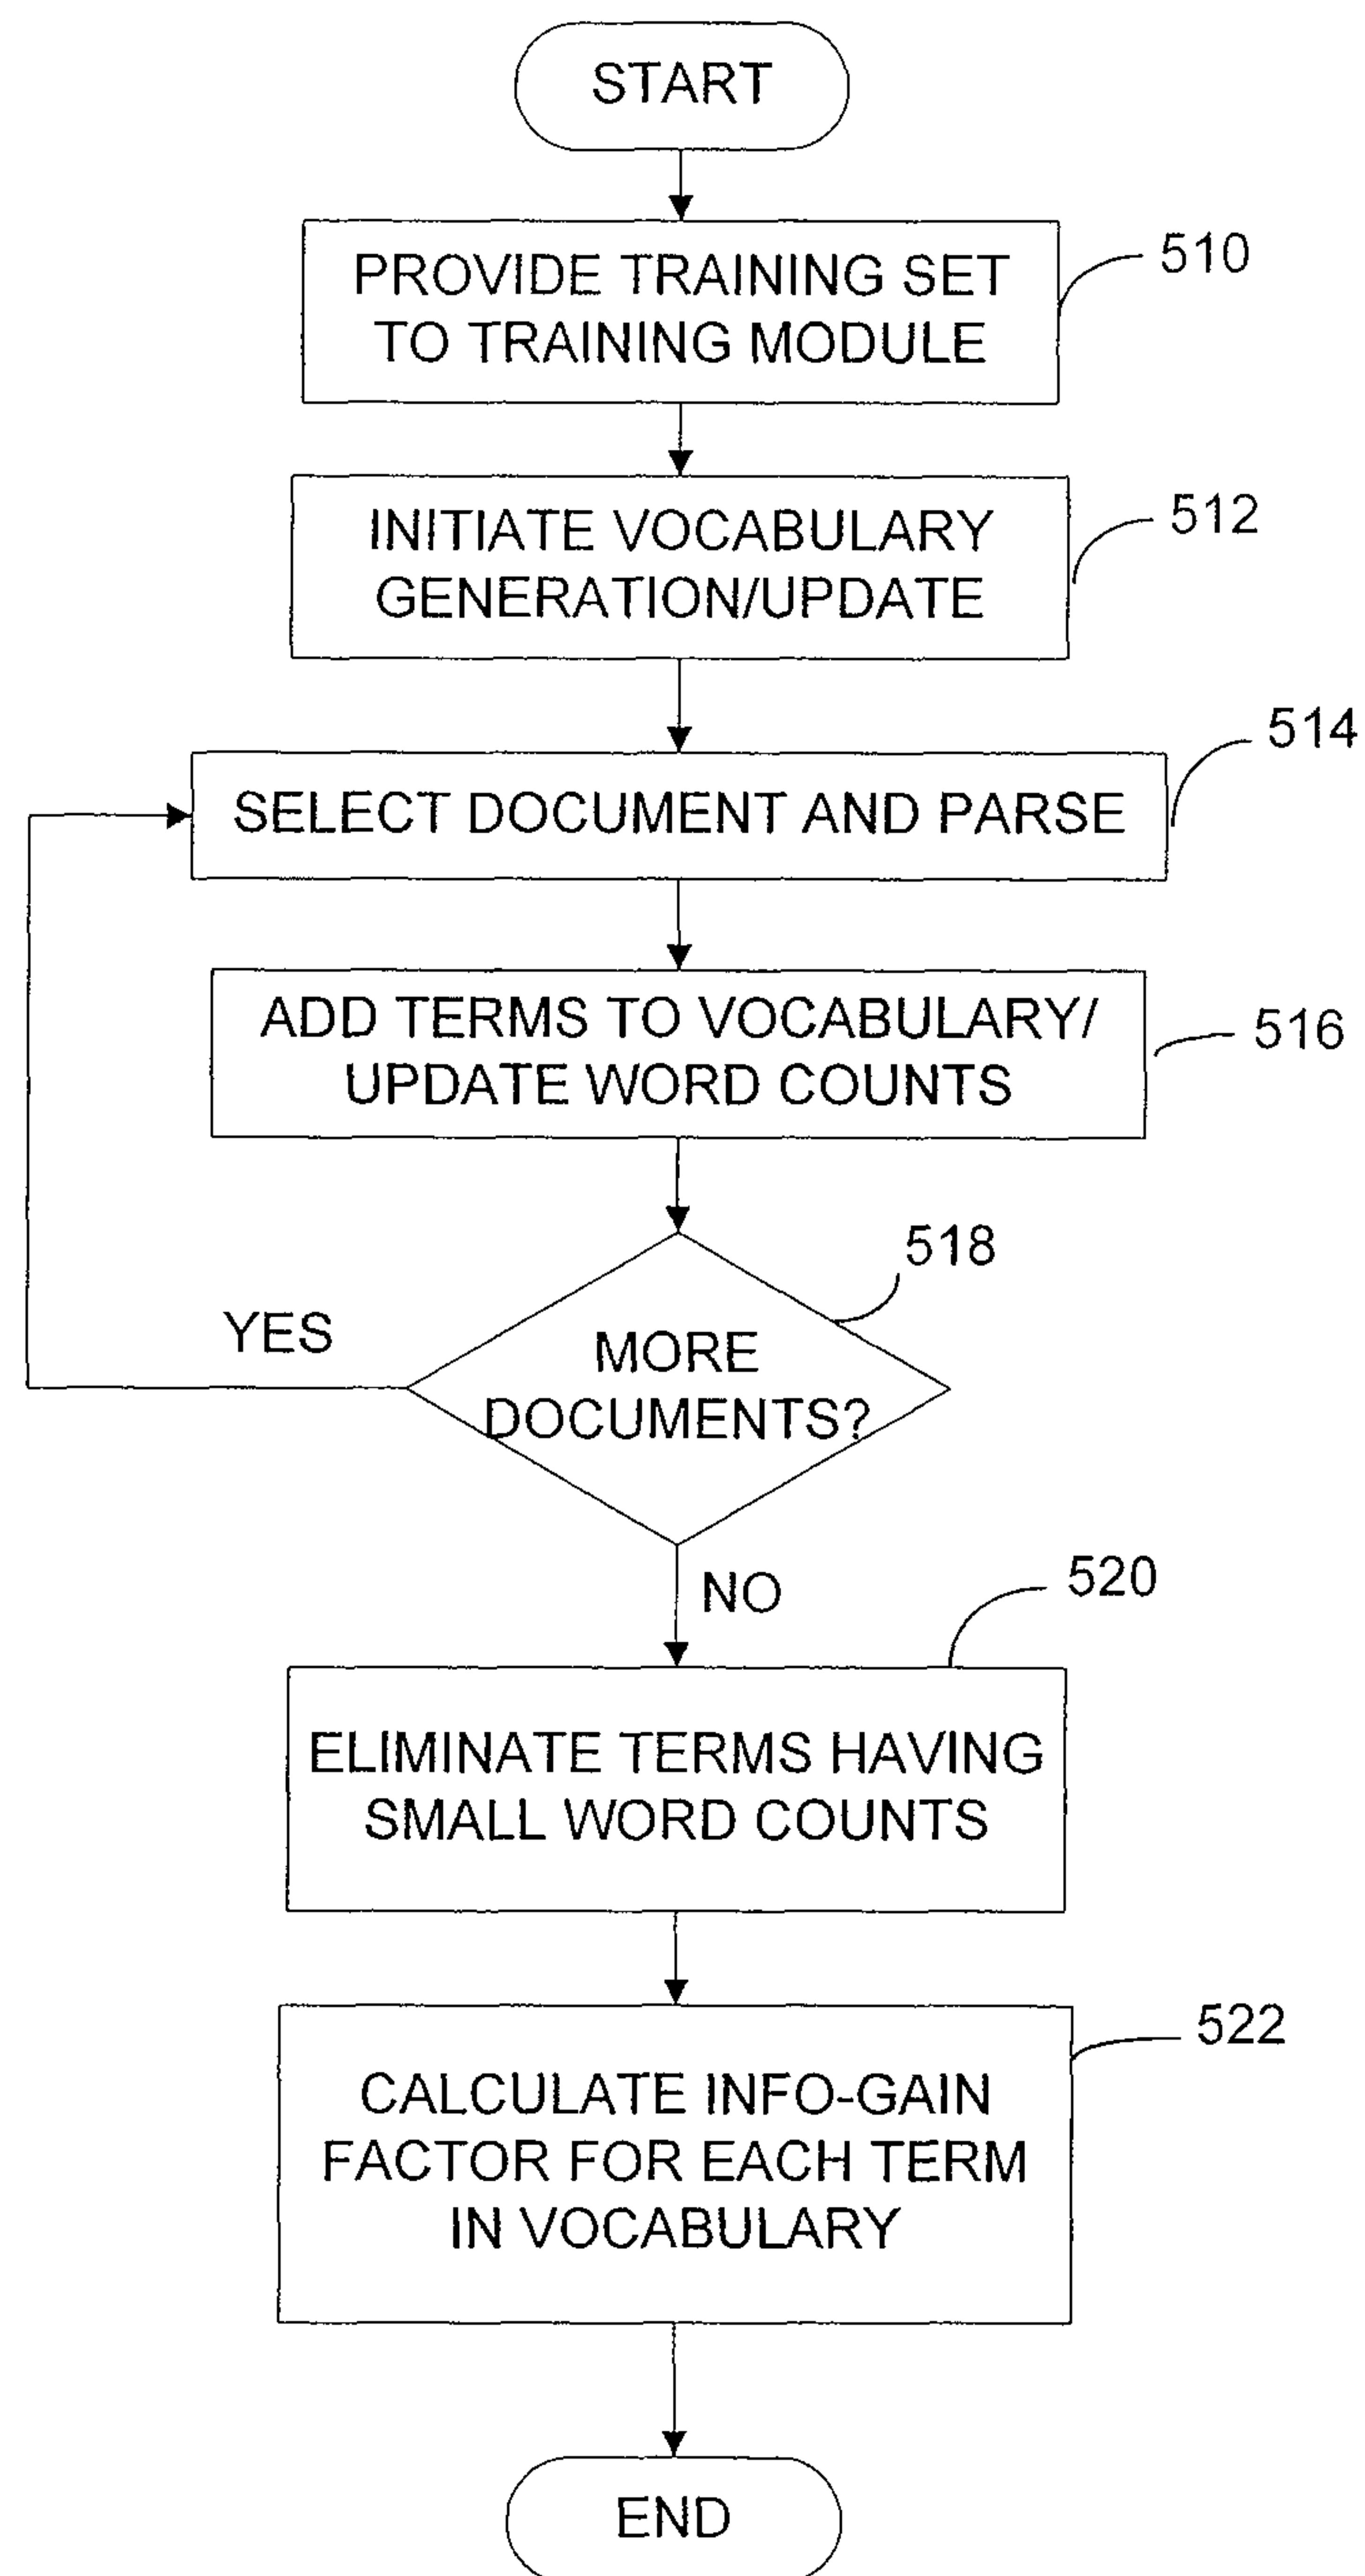 START
PROVIDE TRAINING SET
TO TRAINING MODULE
510
INITIATE VOCABULARY
GENERATION/UPDATE
512
SELECT DOCUMENT AND PARSE
514
ADD TERMS TO VOCABULARY/
UPDATE WORD COUNTS
516
518
YES
MORE
DOCUMENTS?
NO
520
ELIMINATE TERMS HAVING
SMALL WORD COUNTS
522
CALCULATE INFO-GAIN
FACTOR FOR EACH TERM
IN VOCABULARY
END